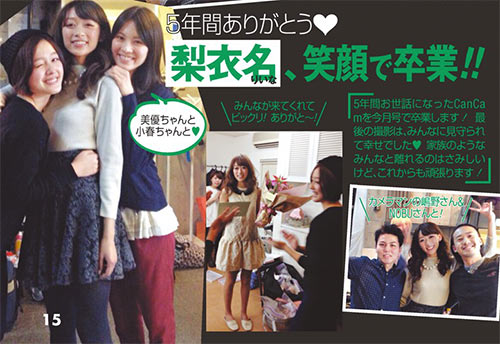 5年間ありがとう♥
梨衣名、笑顔で卒業!!
りいな
美優ちゃんと
小春ちゃんと♥
みんなが来てくれて
ビックリ! ありがと〜!
5年間お世話になったCanCa
mを今月号で卒業します! 最
後の撮影は、みんなに見守られ
て幸せでした♥ 家族のような
みんなと離れるのはさみしい
けど、これからも頑張ります!
カメラマンの嶋野さん&
NOBUさんと!
15